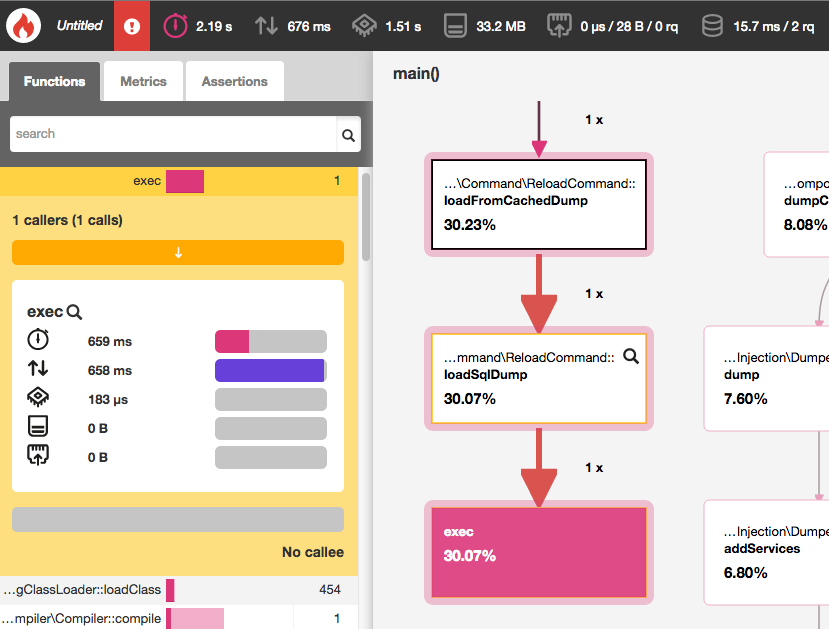 Untitled
2.19 s
676 ms
1.51 s
33.2 MB
0 µs / 28 B / 0 rq
15.7 ms / 2 rq
Functions
Metrics
Assertions
search
exec
1
1 callers (1 calls)
↓
exec
659 ms
658 ms
183 µs
0 B
0 B
No callee
…gClassLoader::loadClass
454
…mpiler\Compiler::compile
1
main()
1 x
…\Command\ReloadCommand::
loadFromCachedDump
30.23%
1 x
…mmand\ReloadCommand::
loadSqlDump
30.07%
1 x
exec
30.07%
…ompo
dumpC
8.08%
…Injection\Dumpe
dump
7.60%
…Injection\Dumpe
addServices
6.80%